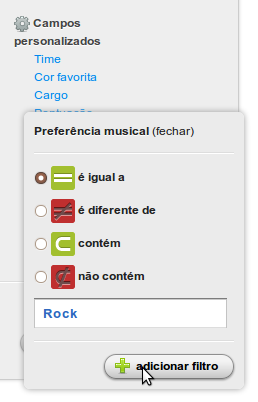 Campos
personalizados
Time
Cor favorita
Cargo
Preferência musical (fechar)
é igual a
é diferente de
contém
não contém
Rock
adicionar filtro